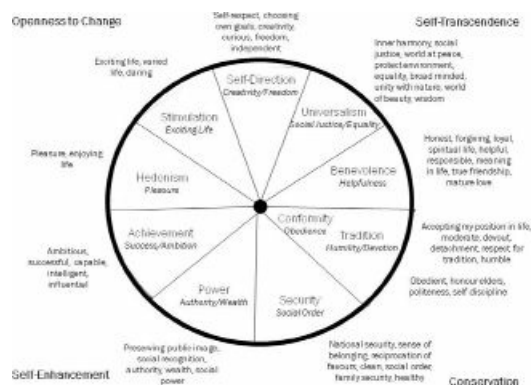 Openness to Change
Self-respect, choosing
own goals, creativity,
curious, freedom,
independent
Self-Transcendence
Exciting life, varied
life, daring
Inner harmony, social
justice, world at peace,
protect environment,
equality, broad minded,
unity with nature, world
of beauty, wisdom
Self-Direction
Creativity/Freedom
Stimulation
Exciting Life
Universalism
Social Justice/Equality
Pleasure, enjoying
life
Hedonism
Pleasure
Benevolence
Helpfulness
Honest, forgiving, loyal,
spiritual life, helpful,
responsible, meaning
in life, true friendship,
mature love
Achievement
Success/Ambition
Conformity
Obedience
Tradition
Humility/Devotion
Accepting my position in life,
moderate, devout,
detachment, respect for
tradition, humble
Ambitious,
successful, capable,
intelligent,
influential
Obedient, honour elders,
politeness, self discipline
Power
Authority/Wealth
Security
Social Order
Preserving public image,
social recognition,
authority, wealth, social
power
National security, sense of
belonging, reciprocation of
favours, clean, social order,
family security, healthy
Self-Enhancement
Conservation